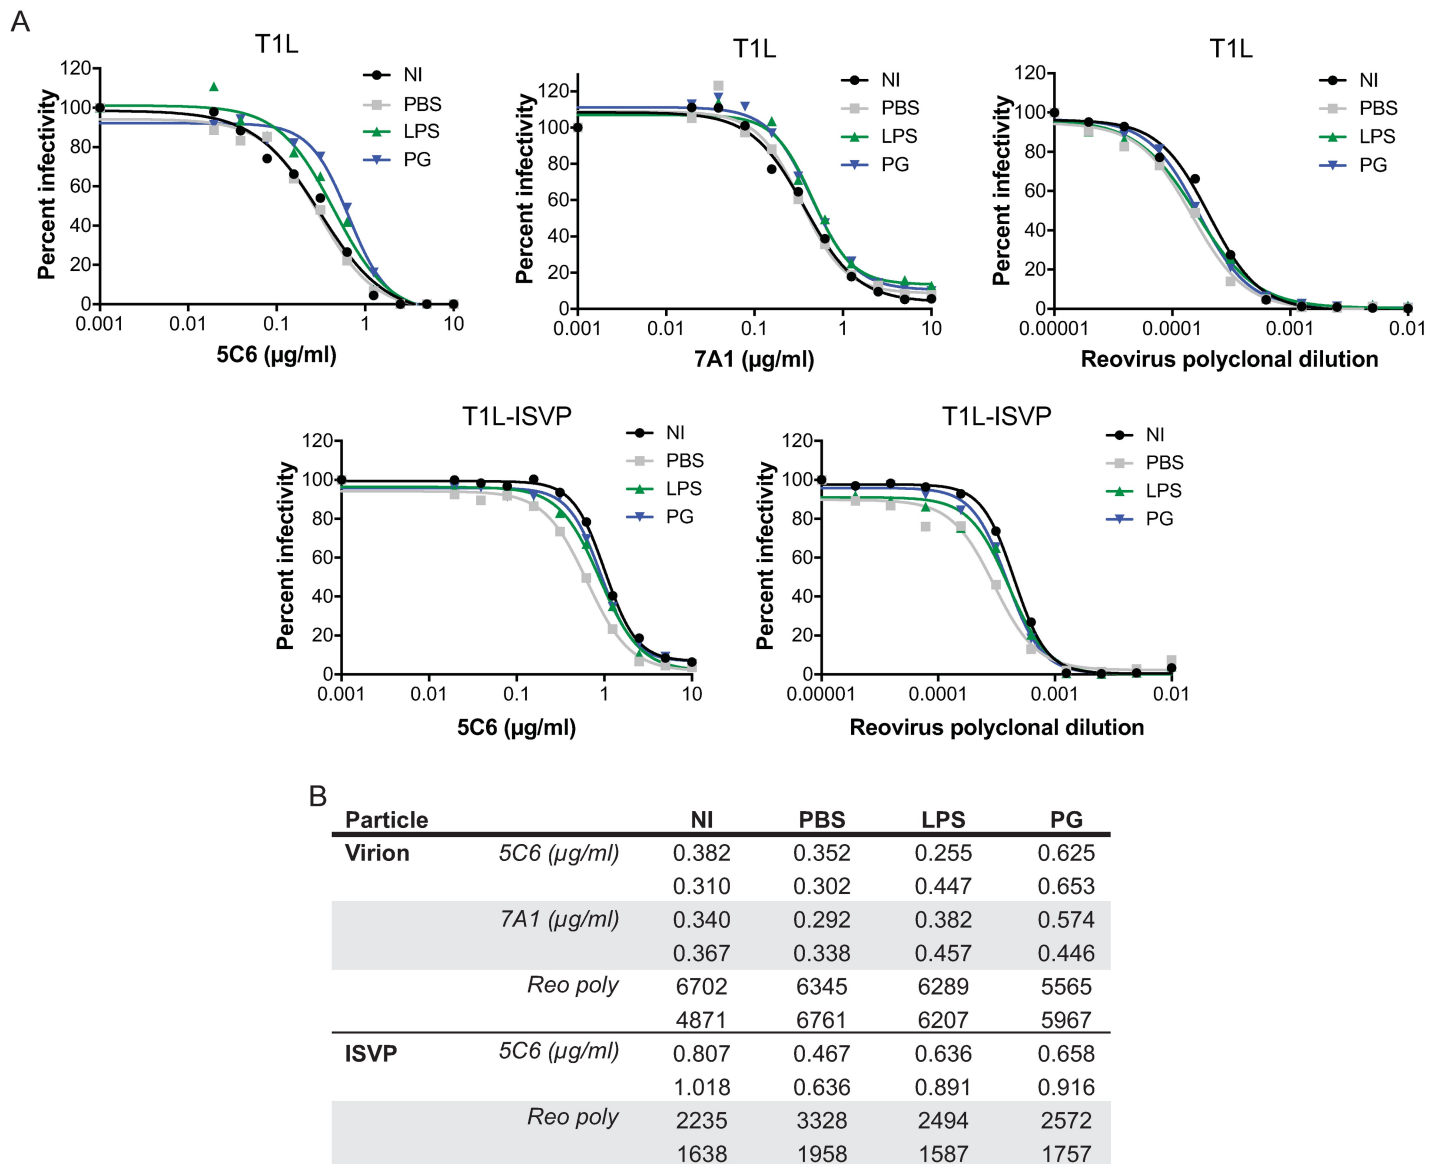 A
T1L
120
100
80
60
40
20
0
Percent infectivity
0.001 0.01 0.1 1 10
5C6 (µg/ml)
NI
PBS
LPS
PG
T1L
120
100
80
60
40
20
0
Percent infectivity
0.001 0.01 0.1 1 10
7A1 (µg/ml)
NI
PBS
LPS
PG
T1L
120
100
80
60
40
20
0
Percent infectivity
0.00001 0.0001 0.001 0.01
Reovirus polyclonal dilution
NI
PBS
LPS
PG
T1L-ISVP
120
100
80
60
40
20
0
Percent infectivity
0.001 0.01 0.1 1 10
5C6 (µg/ml)
NI
PBS
LPS
PG
T1L-ISVP
120
100
80
60
40
20
0
Percent infectivity
0.00001 0.0001 0.001 0.01
Reovirus polyclonal dilution
NI
PBS
LPS
PG
B
Particle NI PBS LPS PG
Virion 5C6 (µg/ml) 0.382 0.352 0.255 0.625
0.310 0.302 0.447 0.653
7A1 (µg/ml) 0.340 0.292 0.382 0.574
0.367 0.338 0.457 0.446
Reo poly 6702 6345 6289 5565
4871 6761 6207 5967
ISVP 5C6 (µg/ml) 0.807 0.467 0.636 0.658
1.018 0.636 0.891 0.916
Reo poly 2235 3328 2494 2572
1638 1958 1587 1757